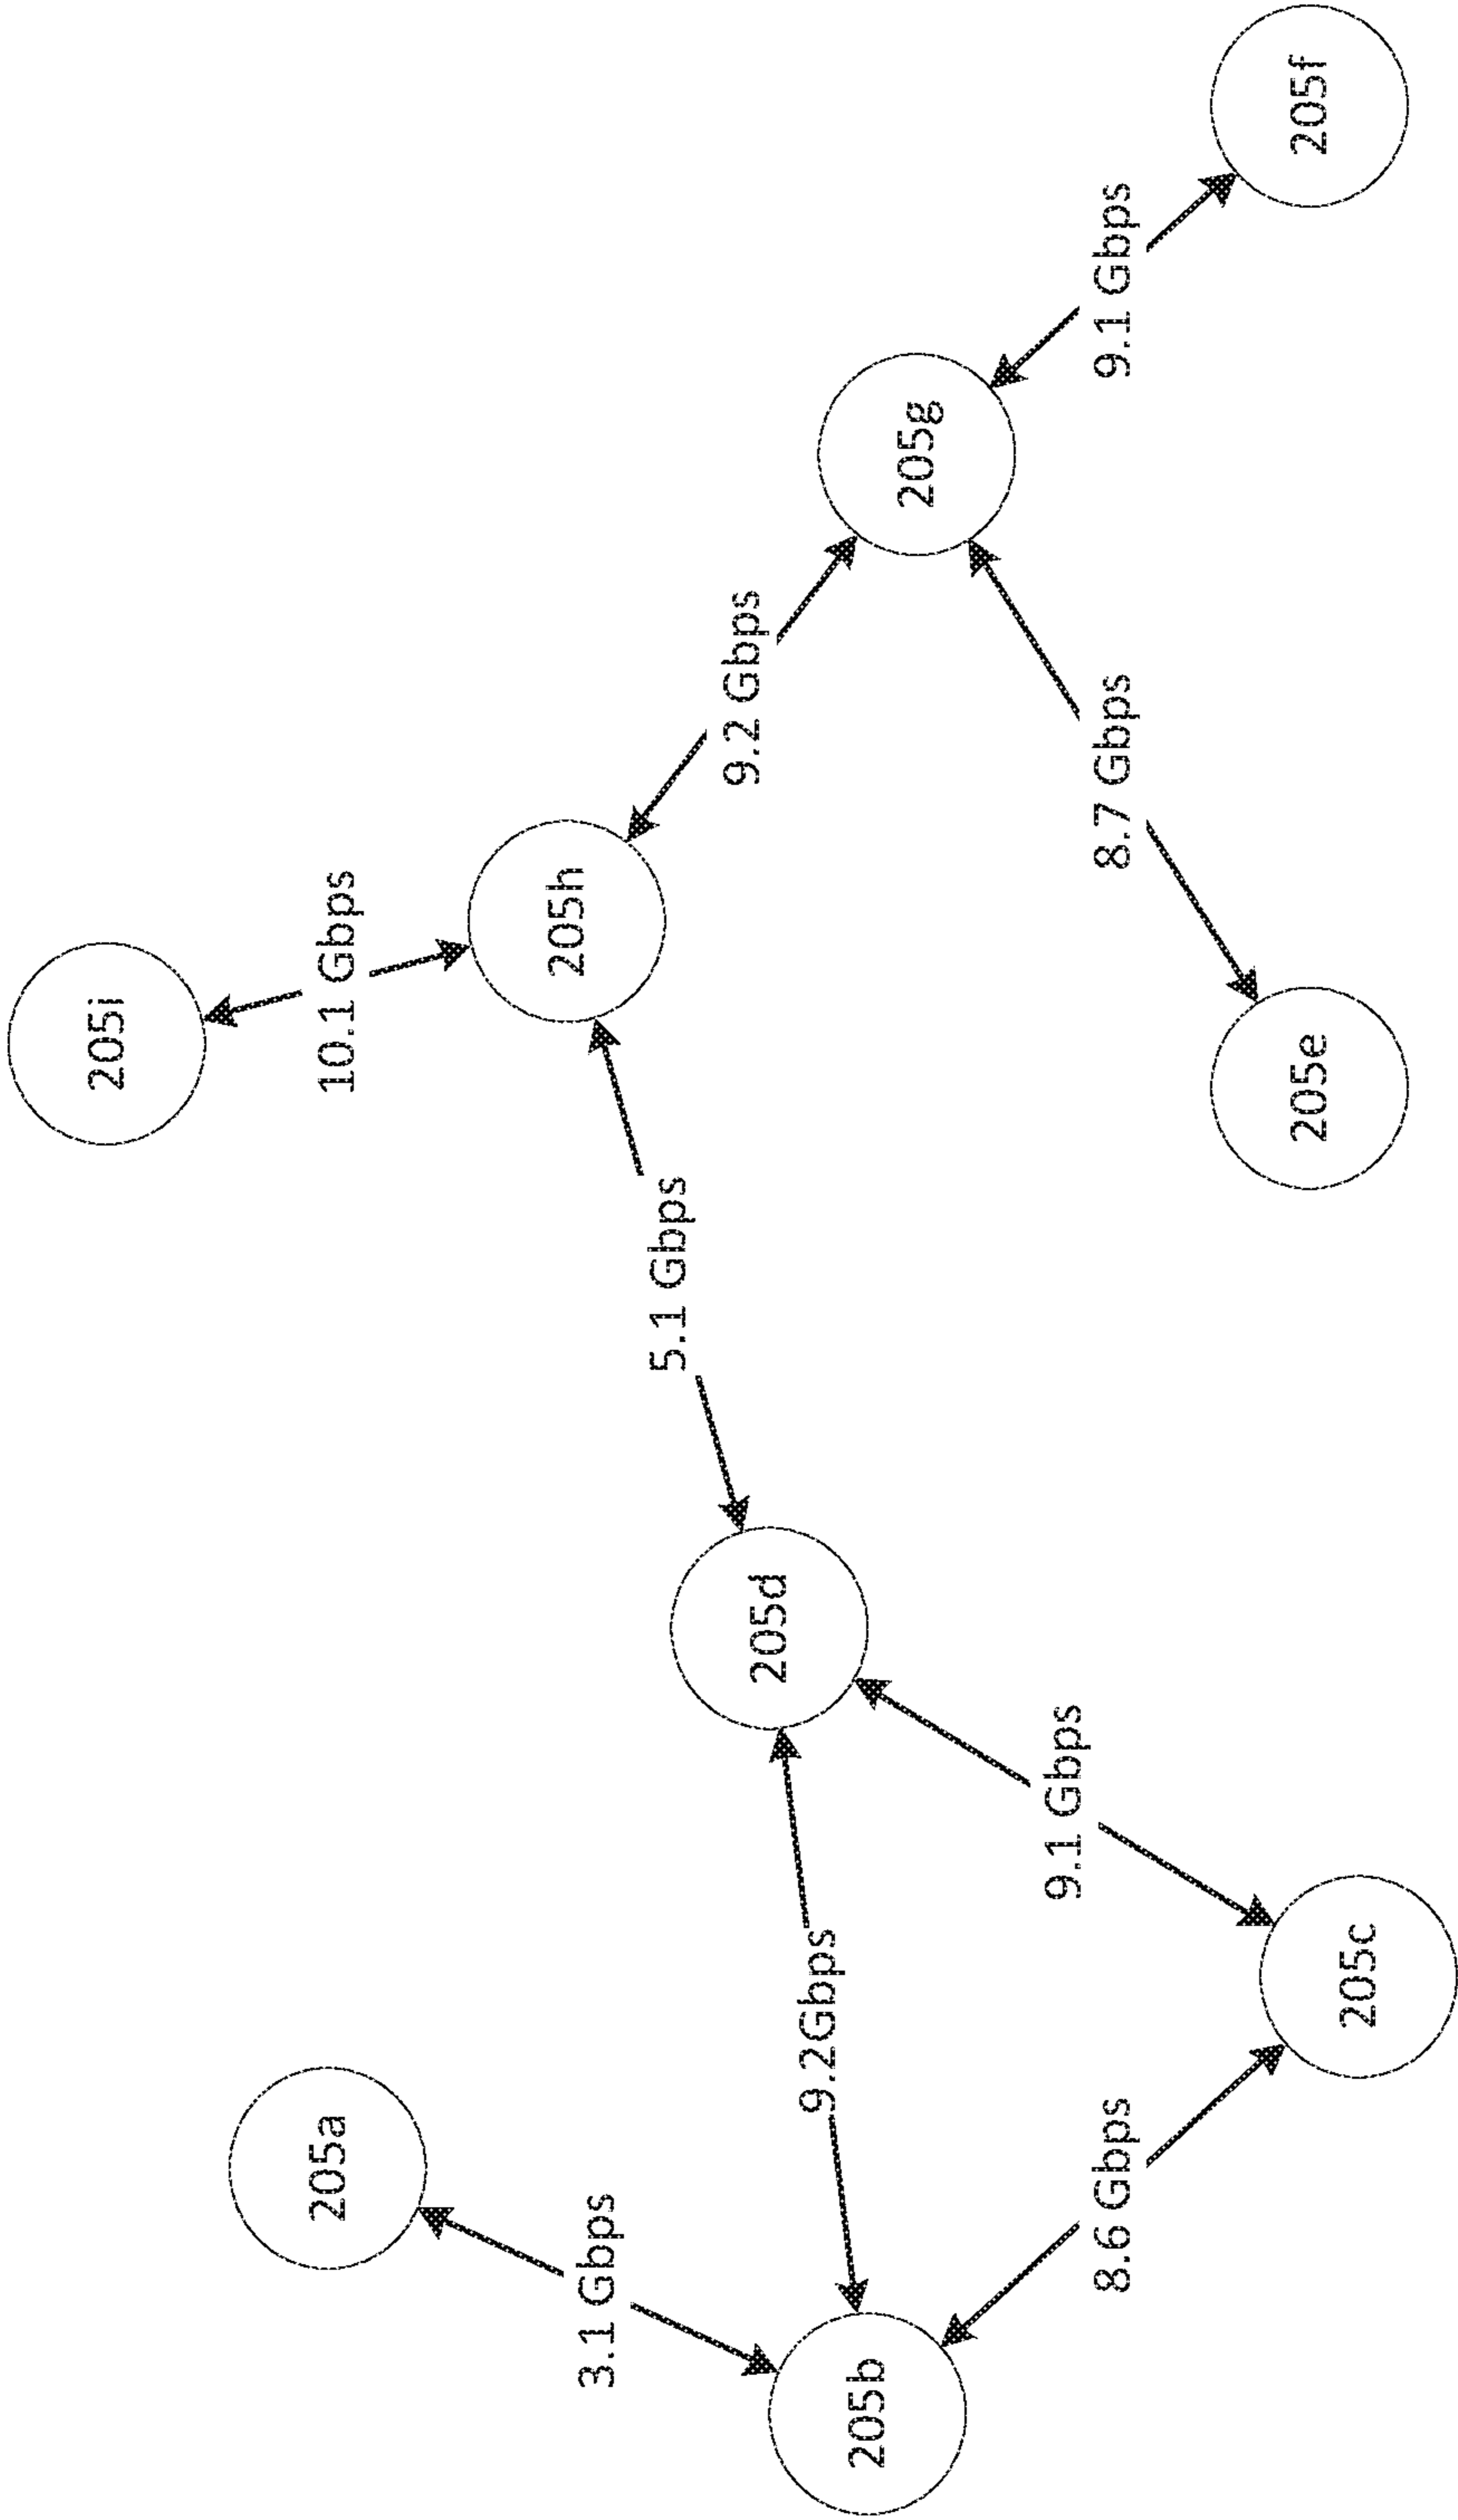 205i
10.1 Gbps
205h
9.2 Gbps
205g
9.1 Gbps
205f
8.7 Gbps
205e
5.1 Gbps
205d
9.2Gbps
9.1 Gbps
205a
3.1 Gbps
205b
8.6 Gbps
205c